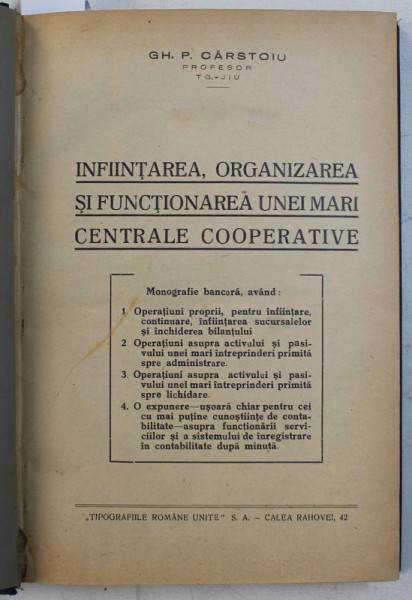 GH. P. CÂRSTOIU
PROFESOR
TG.-JIU
INFIINȚAREA, ORGANIZAREA
ȘI FUNCȚIONAREA UNEI MARI
CENTRALE COOPERATIVE
Monografie bancară, având :
1. Operațiuni proprii, pentru înființare,
continuare, înființarea sucursalelor
și închiderea bilanțului
2. Operațiuni asupra activului și pasi-
vului unei mari întreprinderi primită
spre administrare.
3. Operațiuni asupra activului și pasi-
vului unei mari întreprinderi primită
spre lichidare.
4. O expunere—ușoară chiar pentru cei
cu mai puține cunoștiințe de conta-
bilitate—asupra funcționării servi-
ciilor și a sistemului de înregistrare
în contabilitate după minută.
„TIPOGRAFIILE ROMÂNE UNITE" S. A. – CALEA RAHOVEI, 42